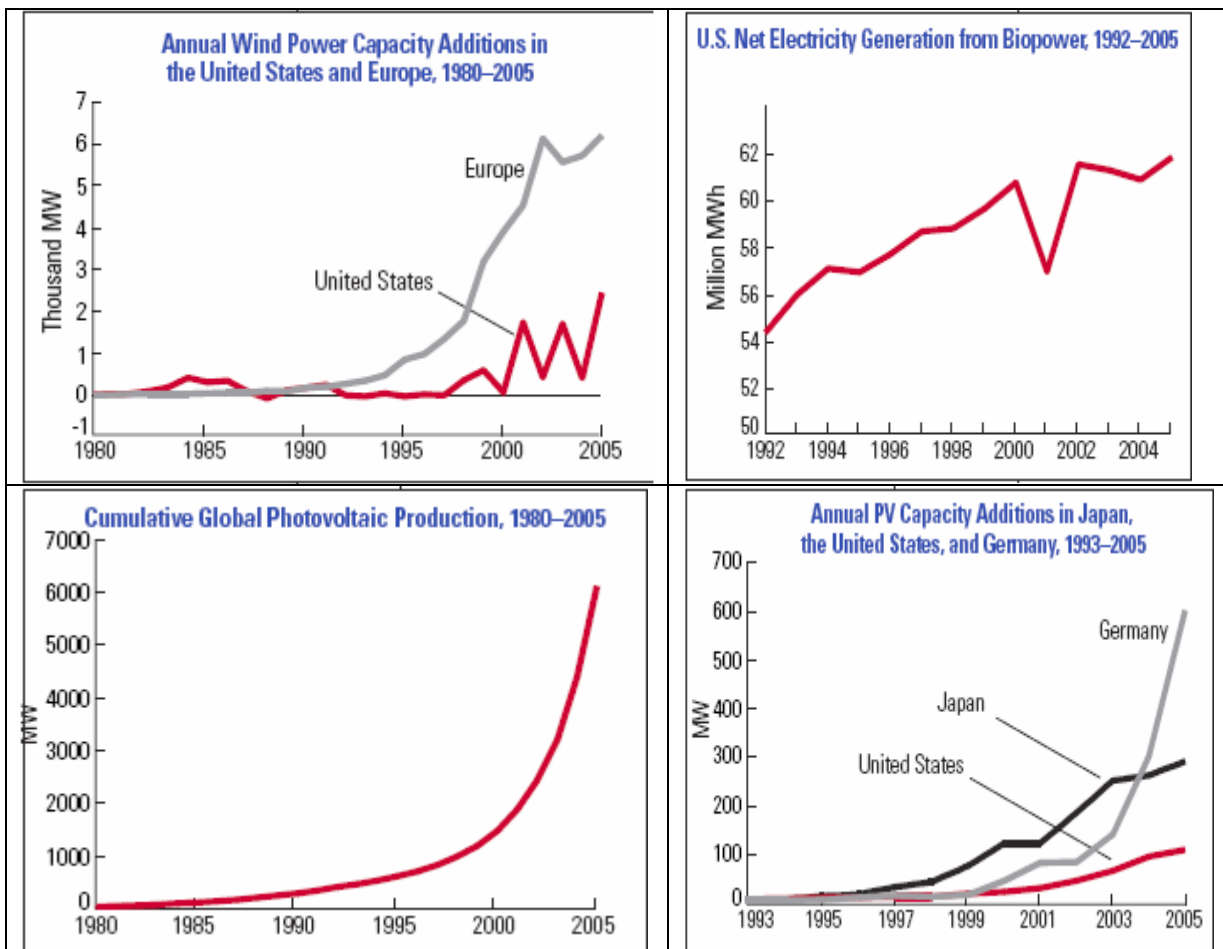 Annual Wind Power Capacity Additions in
the United States and Europe, 1980–2005
7
6
5
4
3
2
1
0
-1
Thousand MW
Europe
United States
1980 1985 1990 1995 2000 2005
U.S. Net Electricity Generation from Biopower, 1992–2005
62
60
58
56
54
52
50
Million MWh
1992 1994 1996 1998 2000 2002 2004
Cumulative Global Photovoltaic Production, 1980–2005
7000
6000
5000
4000
3000
2000
1000
0
MW
1980 1985 1990 1995 2000 2005
Annual PV Capacity Additions in Japan,
the United States, and Germany, 1993–2005
700
600
500
400
300
200
100
0
MW
Germany
Japan
United States
1993 1995 1997 1999 2001 2003 2005